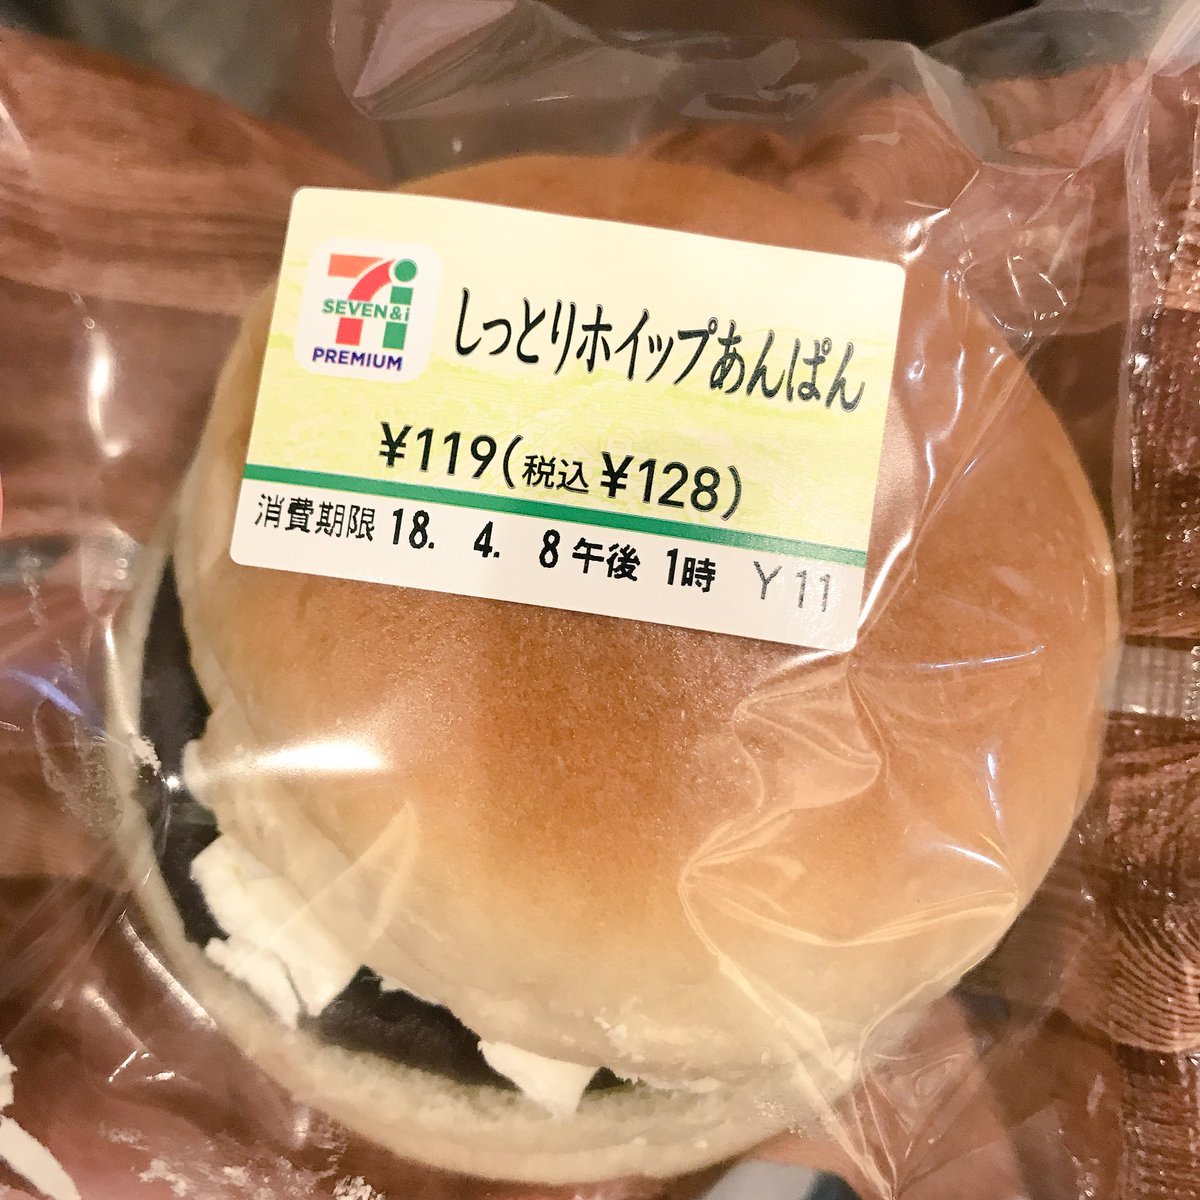 SEVEN&i
PREMIUM
しっとりホイップあんぱん
¥119(税込 ¥128)
消費期限 18. 4. 8 午後 1時 Y11